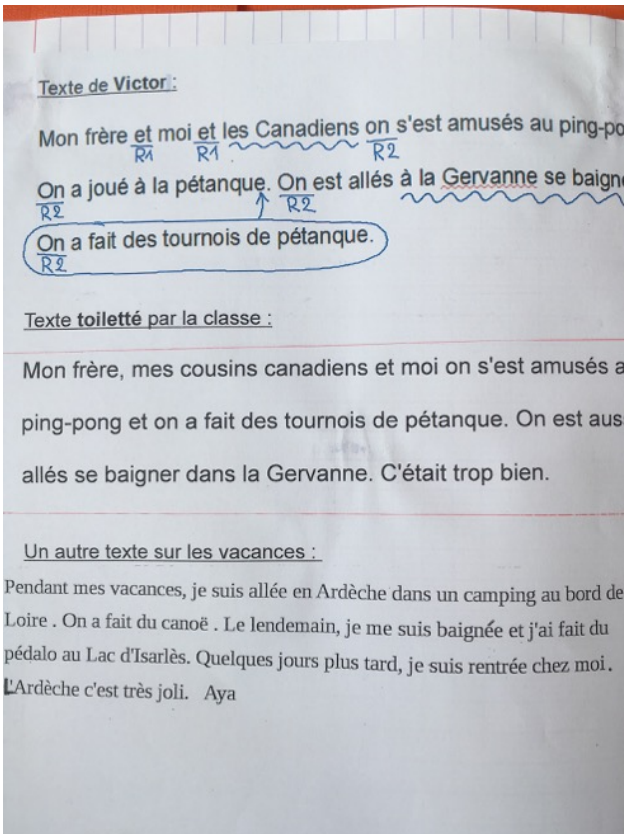 Texte de Victor :
Mon frère et moi et les Canadiens on s'est amusés au ping-po
R1 R1 R2
On a joué à la pétanque. On est allés à la Gervanne se baign
R2 R2
On a fait des tournois de pétanque.
R2
Texte toiletté par la classe :
Mon frère, mes cousins canadiens et moi on s'est amusés a
ping-pong et on a fait des tournois de pétanque. On est aus
allés se baigner dans la Gervanne. C'était trop bien.
Un autre texte sur les vacances :
Pendant mes vacances, je suis allée en Ardèche dans un camping au bord de
Loire . On a fait du canoë . Le lendemain, je me suis baignée et j'ai fait du
pédalo au Lac d'Isarlès. Quelques jours plus tard, je suis rentrée chez moi.
L'Ardèche c'est très joli. Aya